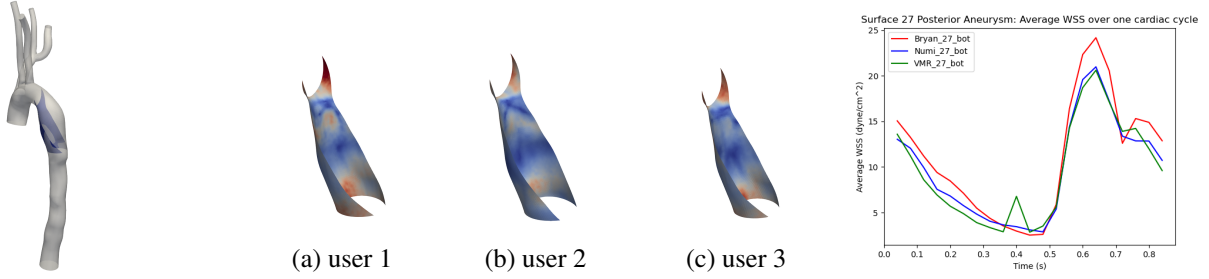 Surface 27 Posterior Aneurysm: Average WSS over one cardiac cycle
25
20
15
10
5
Average WSS (dyne/cm^2)
Bryan_27_bot
Numi_27_bot
VMR_27_bot
0.0 0.1 0.2 0.3 0.4 0.5 0.6 0.7 0.8
Time (s)
(a) user 1 (b) user 2 (c) user 3